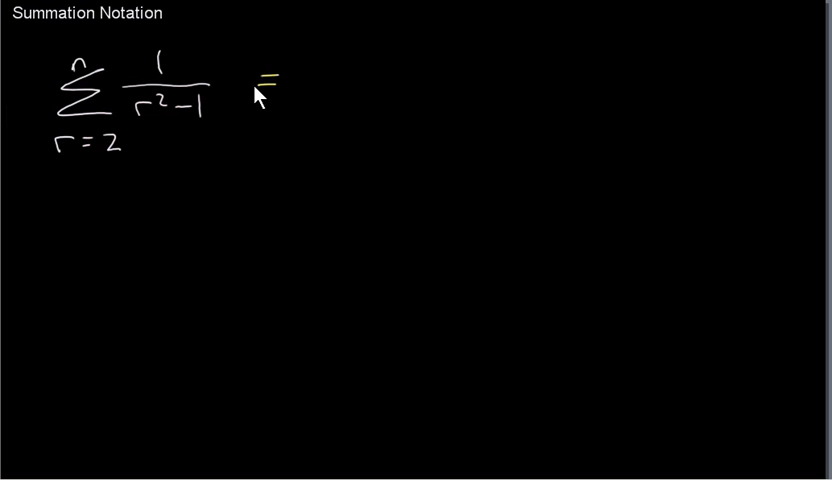 Summation Notation
n
∑ 1/(r²-1) =
r=2